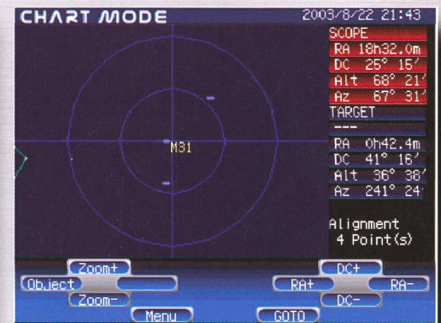 CHART MODE
2003/8/22 21:43
SCOPE
RA 18h32.0m
DC 25° 15′
Alt 68° 21′
Az 67° 31′
TARGET
---
RA 0h42.4m
DC 41° 16′
Alt 36° 38′
Az 241° 24′
Alignment
4 Point(s)
M31
Zoom+
DC+
Object
RA+
RA-
Zoom-
DC-
Menu
GOTO